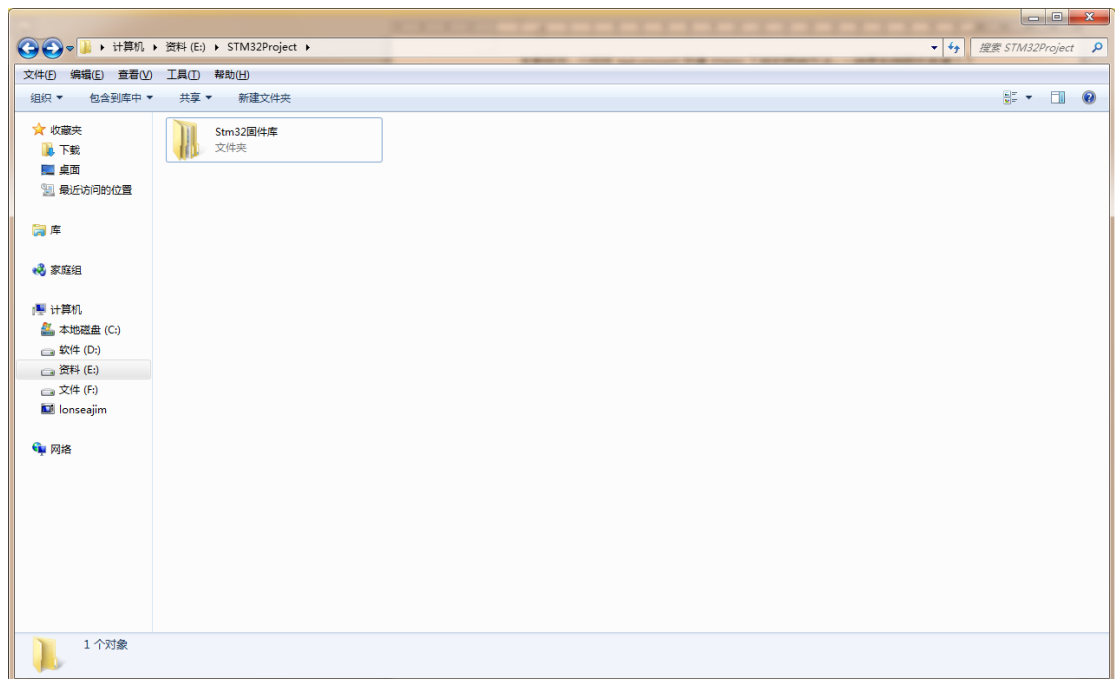 计算机 ▸ 资料 (E:) ▸ STM32Project ▸
搜索 STM32Project
文件(F) 编辑(E) 查看(V) 工具(T) 帮助(H)
组织 包含到库中 共享 新建文件夹
收藏夹
下载
桌面
最近访问的位置
库
家庭组
计算机
本地磁盘 (C:)
软件 (D:)
资料 (E:)
文件 (F:)
lonseajim
网络
Stm32固件库
文件夹
1 个对象